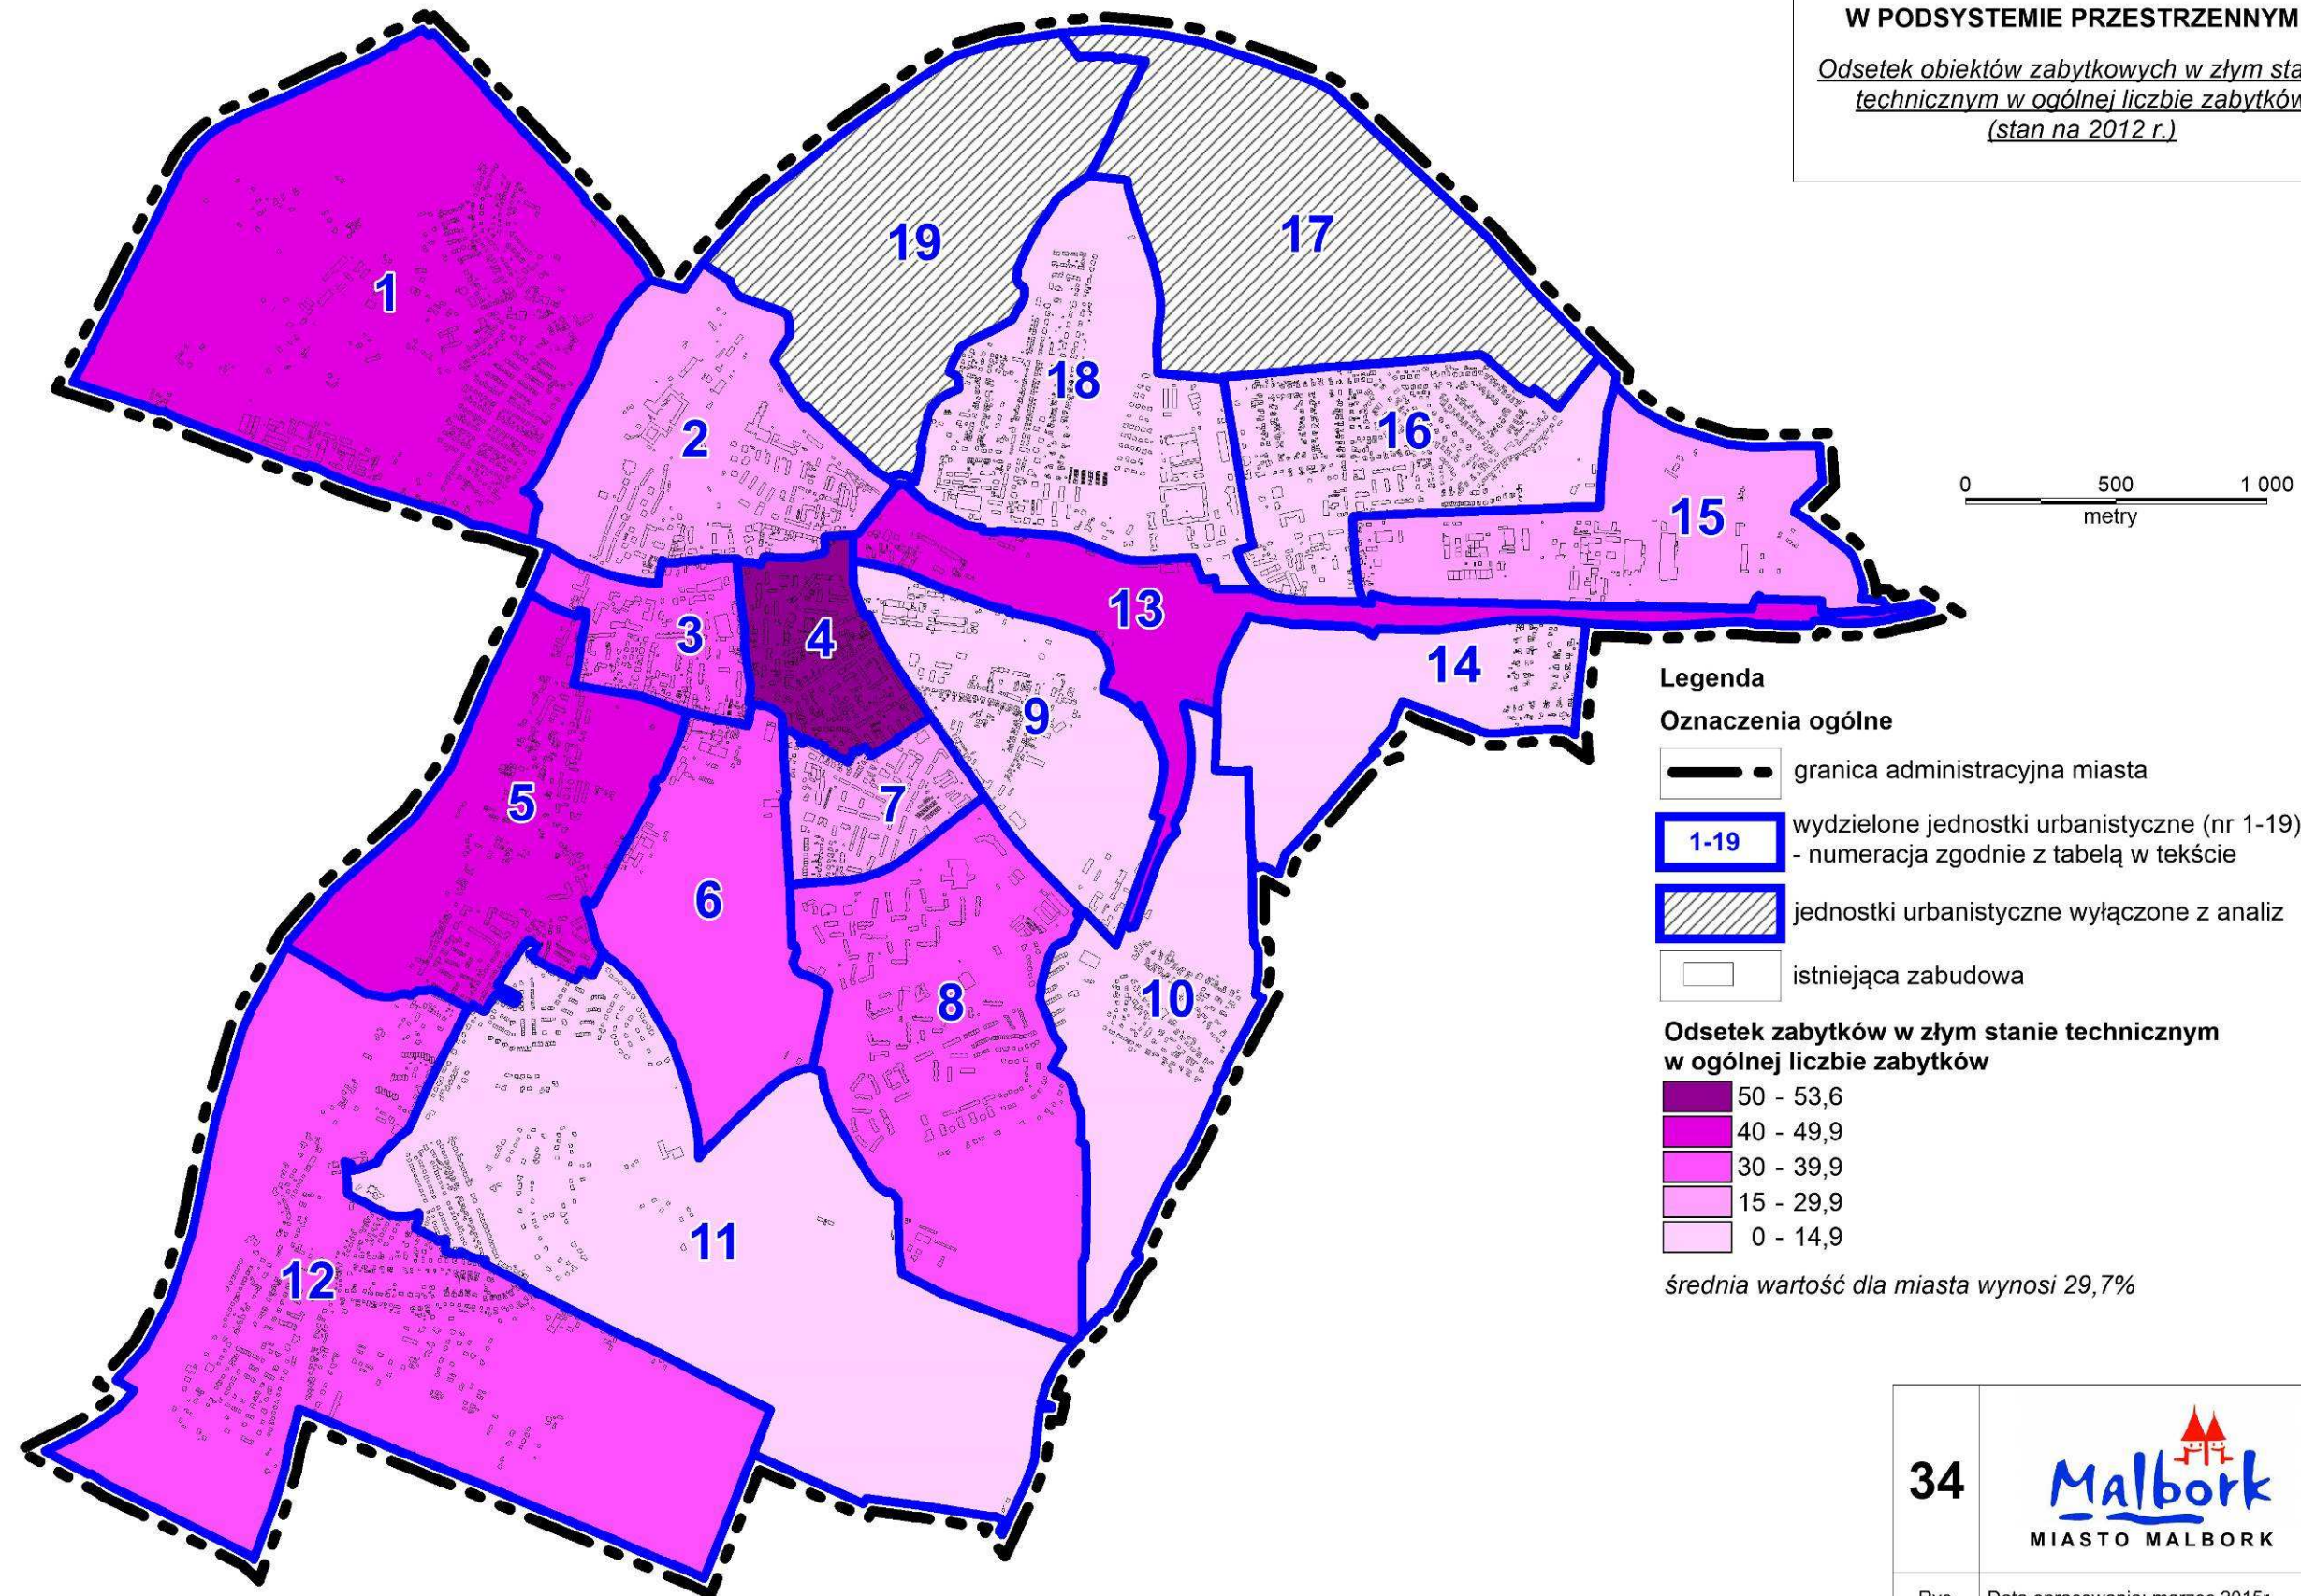 W PODSYSTEMIE PRZESTRZENNYM
Odsetek obiektów zabytkowych w złym sta
technicznym w ogólnej liczbie zabytków
(stan na 2012 r.)
19
17
1
18
2
16
0 500 1 000
15
metry
13
3
4
14
Legenda
9
Oznaczenia ogólne
granica administracyjna miasta
5
7
wydzielone jednostki urbanistyczne (nr 1-19)
1-19
- numeracja zgodnie z tabelą w tekście
6
jednostki urbanistyczne wyłączone z analiz
istniejąca zabudowa
8
10
Odsetek zabytków w złym stanie technicznym
w ogólnej liczbie zabytków
50 - 53,6
40 - 49,9
30 - 39,9
15 - 29,9
0 - 14,9
11
12
średnia wartość dla miasta wynosi 29,7%
34
Malbork
MIASTO MALBORK
Rys. Data opracowania: marzec 2015r.